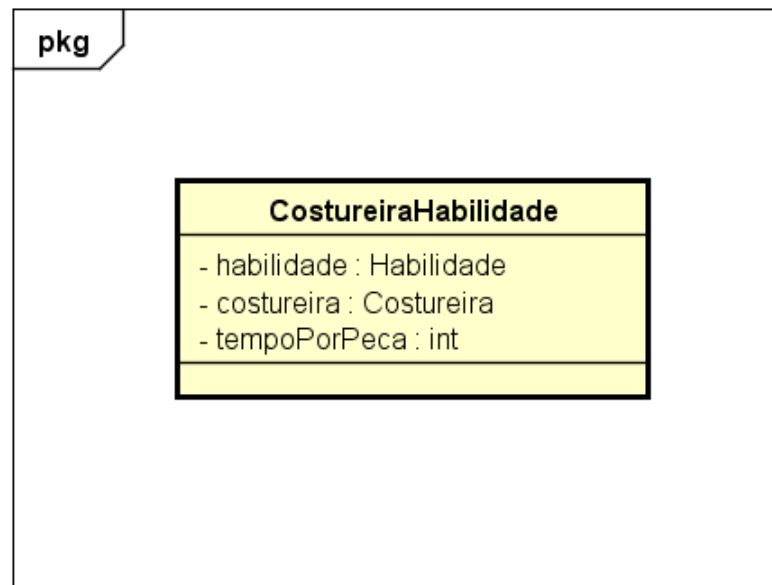 pkg
CostureiraHabilidade
- habilidade : Habilidade
- costureira : Costureira
- tempoPorPeca : int